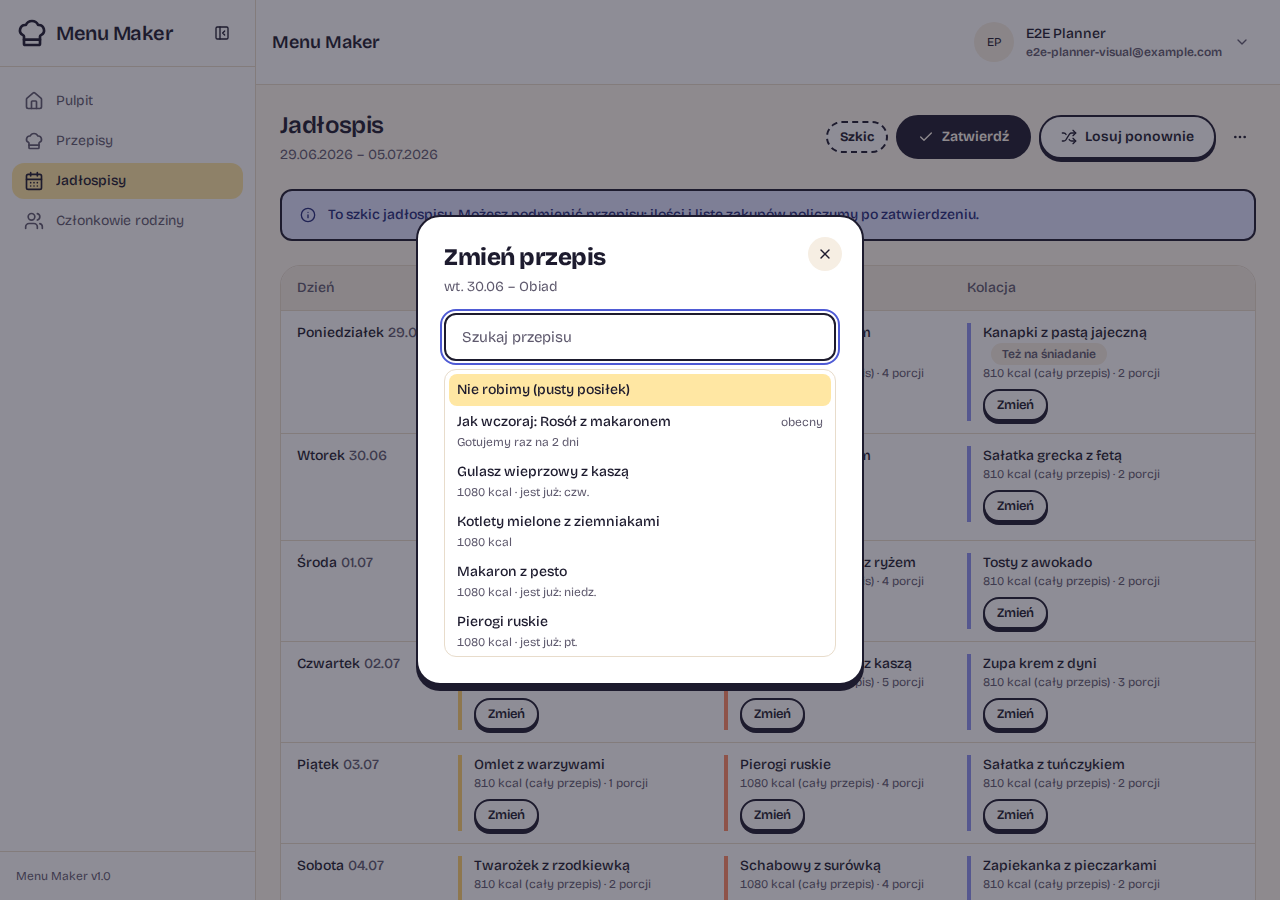 Menu Maker
Pulpit
Przepisy
Jadłospisy
Członkowie rodziny
Menu Maker v1.0
Menu Maker
EP
E2E Planner
e2e-planner-visual@example.com
Jadłospis
29.06.2026 – 05.07.2026
Szkic
Zatwierdź
Losuj ponownie
To szkic jadłospisu. Możesz podmienić przepisy; ilości i listę zakupów policzymy po zatwierdzeniu.
Zmień przepis
wt. 30.06 – Obiad
Szukaj przepisu
Nie robimy (pusty posiłek)
Jak wczoraj: Rosół z makaronem obecny
Gotujemy raz na 2 dni
Gulasz wieprzowy z kaszą
1080 kcal · jest już: czw.
Kotlety mielone z ziemniakami
1080 kcal
Makaron z pesto
1080 kcal · jest już: niedz.
Pierogi ruskie
1080 kcal · jest już: pt.
Dzień Kolacja
Poniedziałek 29.0
· 4 porcji
Kanapki z pastą jajeczną
Też na śniadanie
810 kcal (cały przepis) · 2 porcji
Zmień
Wtorek 30.06
Sałatka grecka z fetą
810 kcal (cały przepis) · 2 porcji
Zmień
Środa 01.07
z ryżem
· 4 porcji
Tosty z awokado
810 kcal (cały przepis) · 2 porcji
Zmień
Czwartek 02.07
Zmień
z kaszą
· 5 porcji
Zmień
Zupa krem z dyni
810 kcal (cały przepis) · 3 porcji
Zmień
Piątek 03.07
Omlet z warzywami
810 kcal (cały przepis) · 1 porcji
Zmień
Pierogi ruskie
1080 kcal (cały przepis) · 4 porcji
Zmień
Sałatka z tuńczykiem
810 kcal (cały przepis) · 2 porcji
Zmień
Sobota 04.07
Twarożek z rzodkiewką
810 kcal (cały przepis) · 2 porcji
Schabowy z surówką
1080 kcal (cały przepis) · 4 porcji
Zapiekanka z pieczarkami
810 kcal (cały przepis) · 2 porcji